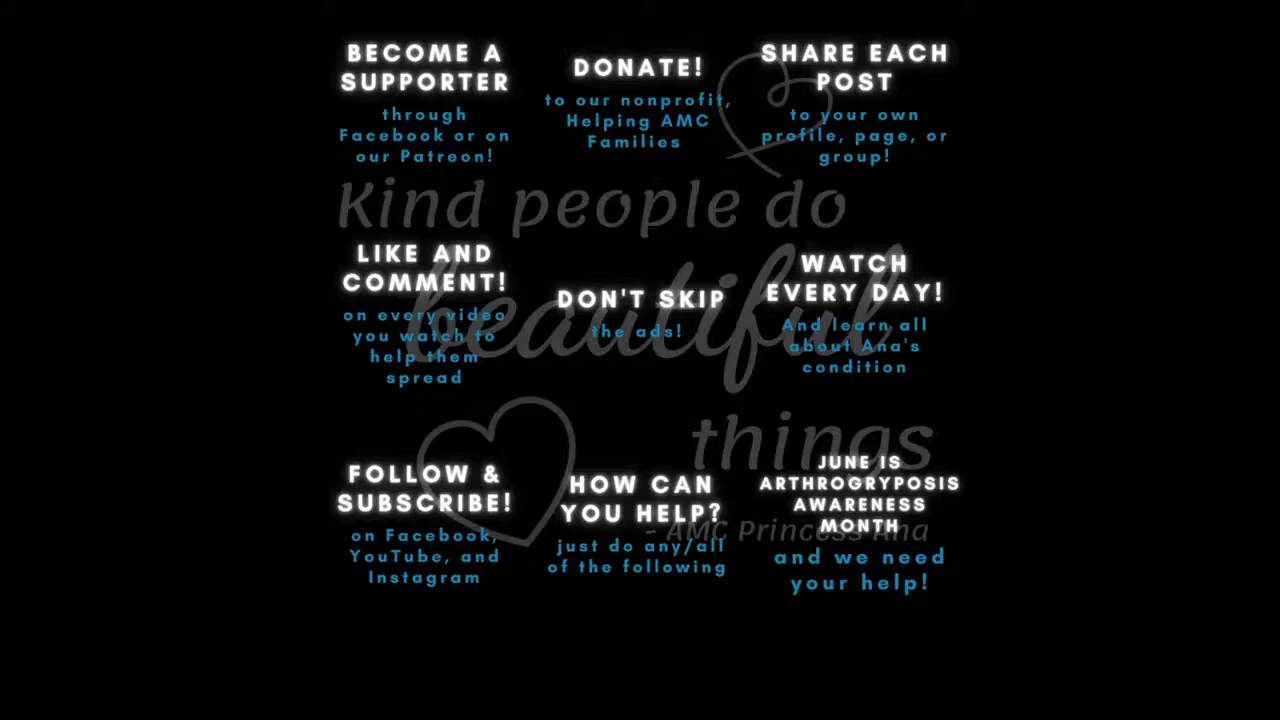 BECOME A
SUPPORTER
through
Facebook or on
our Patreon!
DONATE!
to our nonprofit,
Helping AMC
Families
SHARE EACH
POST
to your own
profile, page, or
group!
Kind people do
beautiful
things
- AMC Princess Ana
LIKE AND
COMMENT!
on every video
you watch to
help them
spread
DON'T SKIP
the ads!
WATCH
EVERY DAY!
And learn all
about Ana's
condition
FOLLOW &
SUBSCRIBE!
on Facebook,
YouTube, and
Instagram
HOW CAN
YOU HELP?
just do any/all
of the following
JUNE IS
ARTHROGRYPOSIS
AWARENESS
MONTH
and we need
your help!